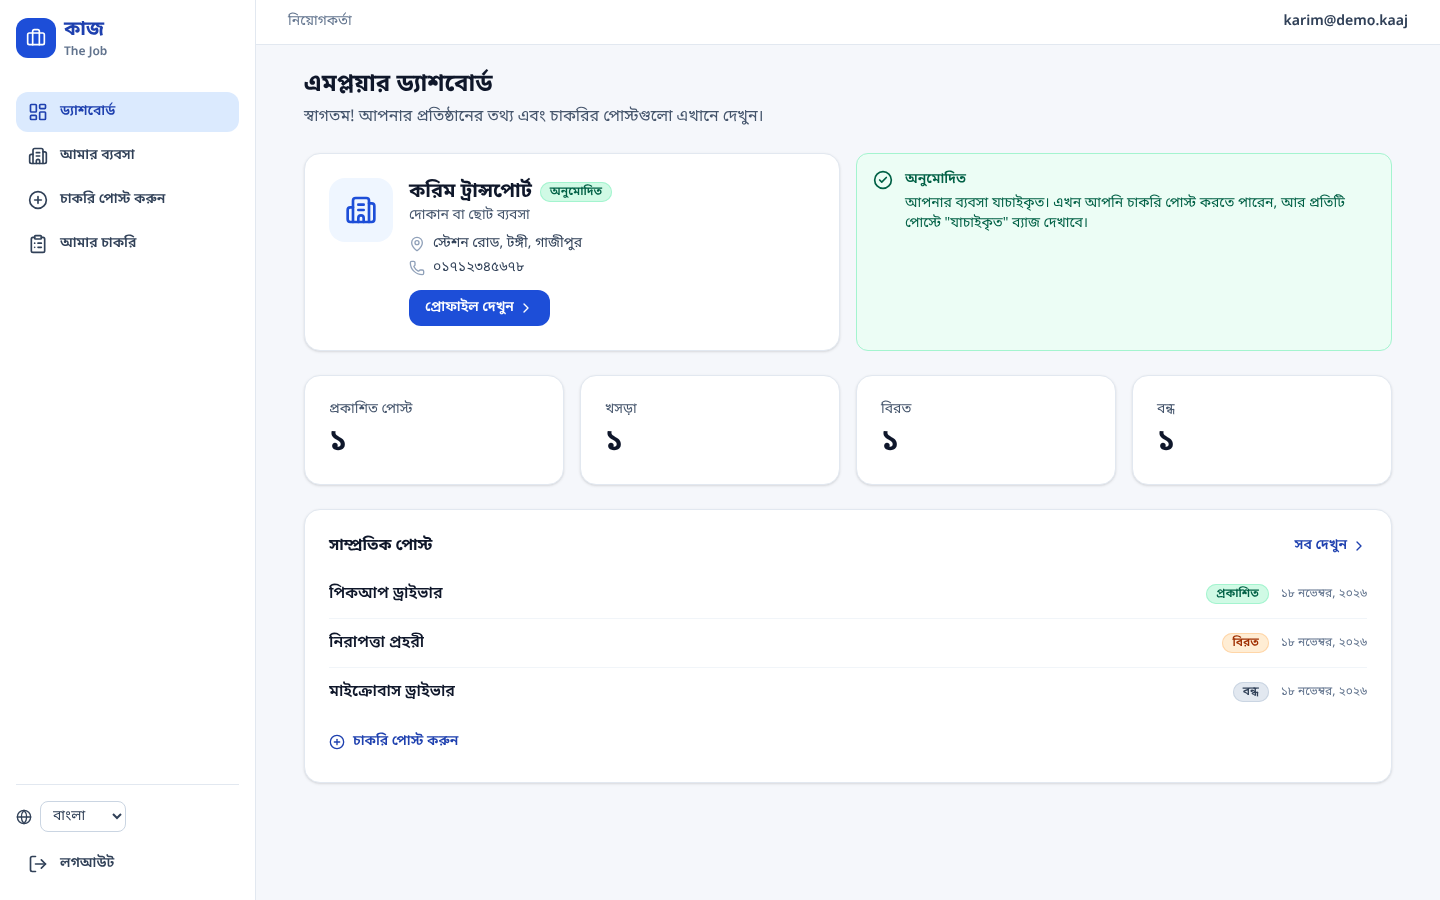 কাজ
The Job
ড্যাশবোর্ড
আমার ব্যবসা
চাকরি পোস্ট করুন
আমার চাকরি
বাংলা
লগআউট
নিয়োগকর্তা
karim@demo.kaaj
এমপ্লয়ার ড্যাশবোর্ড
স্বাগতম! আপনার প্রতিষ্ঠানের তথ্য এবং চাকরির পোস্টগুলো এখানে দেখুন।
করিম ট্রান্সপোর্ট অনুমোদিত
দোকান বা ছোট ব্যবসা
স্টেশন রোড, টঙ্গী, গাজীপুর
০১৭১২৩৪৫৬৭৮
প্রোফাইল দেখুন
অনুমোদিত
আপনার ব্যবসা যাচাইকৃত। এখন আপনি চাকরি পোস্ট করতে পারেন, আর প্রতিটি
পোস্টে "যাচাইকৃত" ব্যাজ দেখাবে।
প্রকাশিত পোস্ট
১
খসড়া
১
বিরত
১
বন্ধ
১
সাম্প্রতিক পোস্ট
সব দেখুন
পিকআপ ড্রাইভার প্রকাশিত ১৮ নভেম্বর, ২০২৬
নিরাপত্তা প্রহরী বিরত ১৮ নভেম্বর, ২০২৬
মাইক্রোবাস ড্রাইভার বন্ধ ১৮ নভেম্বর, ২০২৬
চাকরি পোস্ট করুন